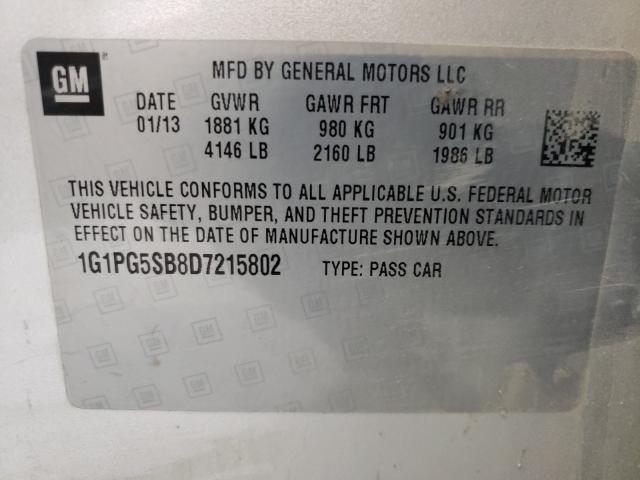 GM
MFD BY GENERAL MOTORS LLC
DATE GVWR GAWR FRT GAWR RR
01/13 1881 KG 980 KG 901 KG
4146 LB 2160 LB 1986 LB
THIS VEHICLE CONFORMS TO ALL APPLICABLE U.S. FEDERAL MOTOR
VEHICLE SAFETY, BUMPER, AND THEFT PREVENTION STANDARDS IN
EFFECT ON THE DATE OF MANUFACTURE SHOWN ABOVE.
1G1PG5SB8D7215802 TYPE: PASS CAR